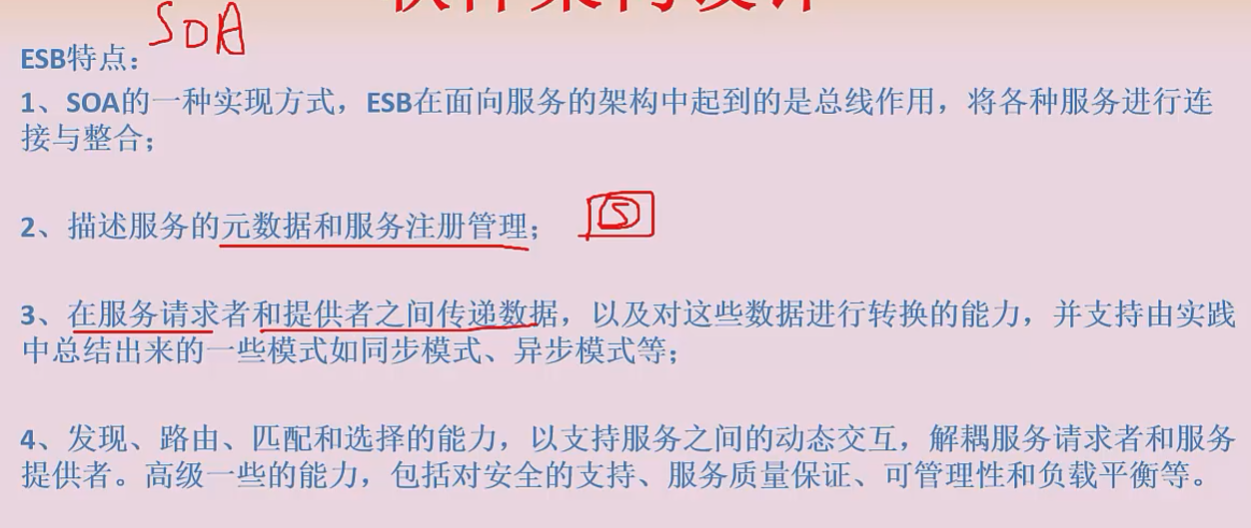 软件架构设计
SOA
ESB特点：
1、SOA的一种实现方式，ESB在面向服务的架构中起到的是总线作用，将各种服务进行连
接与整合；
2、描述服务的元数据和服务注册管理；
S
3、在服务请求者和提供者之间传递数据，以及对这些数据进行转换的能力，并支持由实践
中总结出来的一些模式如同步模式、异步模式等；
4、发现、路由、匹配和选择的能力，以支持服务之间的动态交互，解耦服务请求者和服务
提供者。高级一些的能力，包括对安全的支持、服务质量保证、可管理性和负载平衡等。